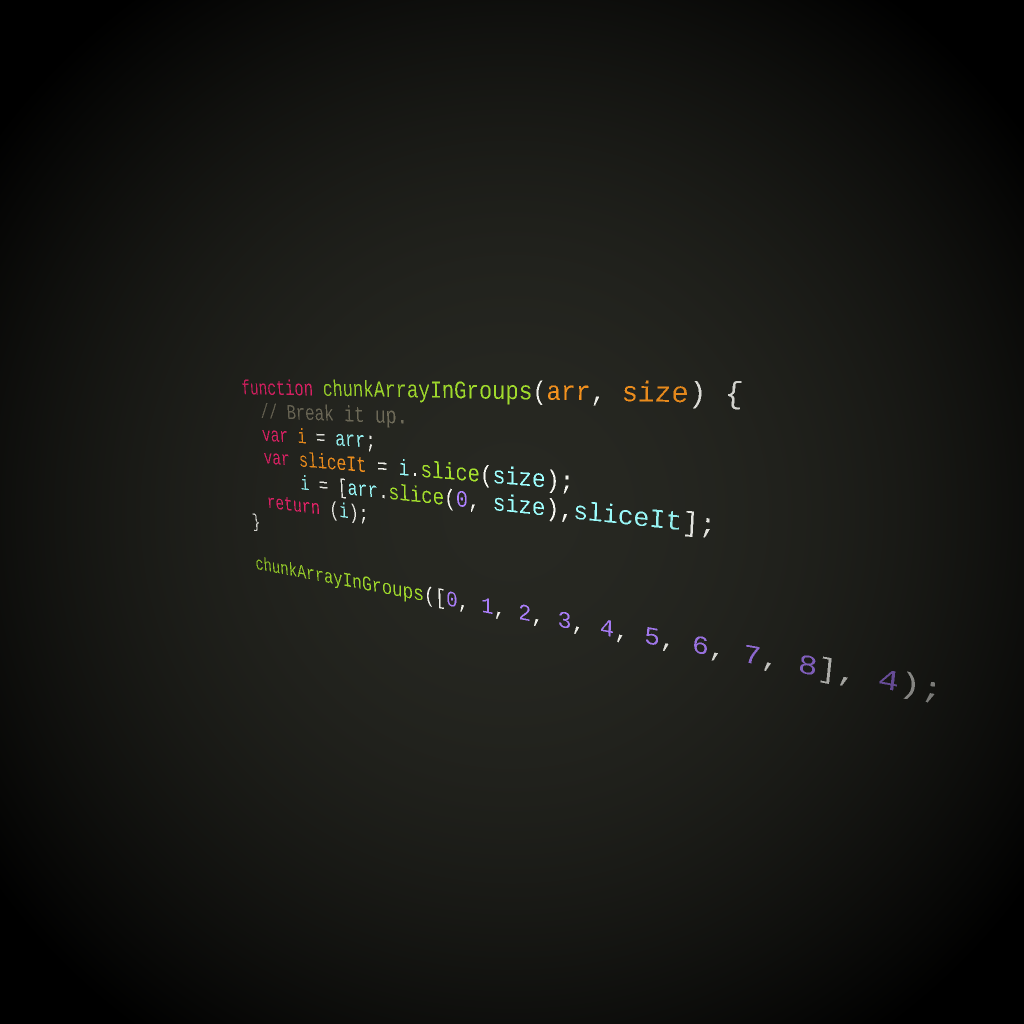 function chunkArrayInGroups(arr, size) {
  // Break it up.
  var i = arr;
  var sliceIt = i.slice(size);
      i = [arr.slice(0, size),sliceIt];
  return (i);
}
chunkArrayInGroups([0, 1, 2, 3, 4, 5, 6, 7, 8], 4);